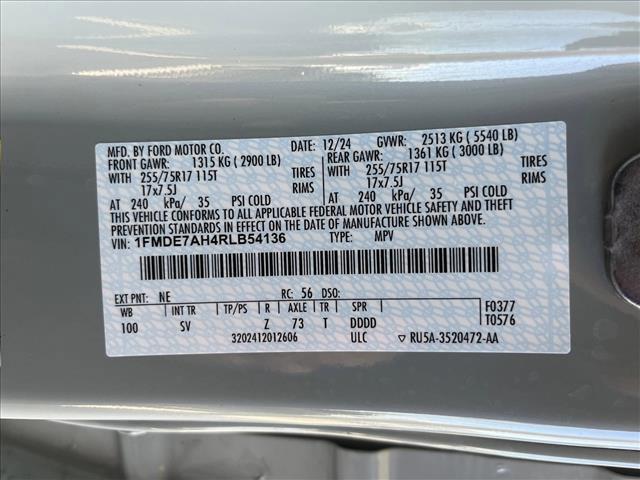 MFD. BY FORD MOTOR CO. DATE: 12/24 GVWR: 2513 KG ( 5540 LB)
FRONT GAWR: 1315 KG ( 2900 LB) REAR GAWR: 1361 KG ( 3000 LB)
WITH 255/75R17 115T TIRES WITH 255/75R17 115T TIRES
17x7.5J RIMS 17x7.5J RIMS
AT 240 kPa/ 35 PSI COLD AT 240 kPa/ 35 PSI COLD
THIS VEHICLE CONFORMS TO ALL APPLICABLE FEDERAL MOTOR VEHICLE SAFETY AND THEFT
PREVENTION STANDARDS IN EFFECT ON THE DATE OF MANUFACTURE SHOWN ABOVE.
VIN: 1FMDE7AH4RLB54136 TYPE: MPV
EXT PNT: NE RC: 56 DSO:
WB INT TR TP/PS R AXLE TR SPR F0377
100 SV Z 73 T DDDD T0576
3202412012606 ULC RU5A-3520472-AA